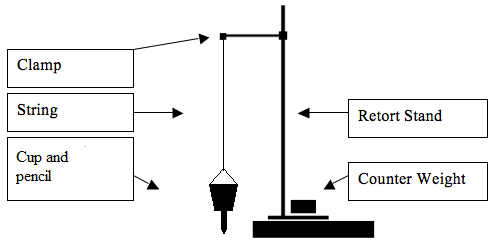 Clamp
String
Cup and
pencil
Retort Stand
Counter Weight